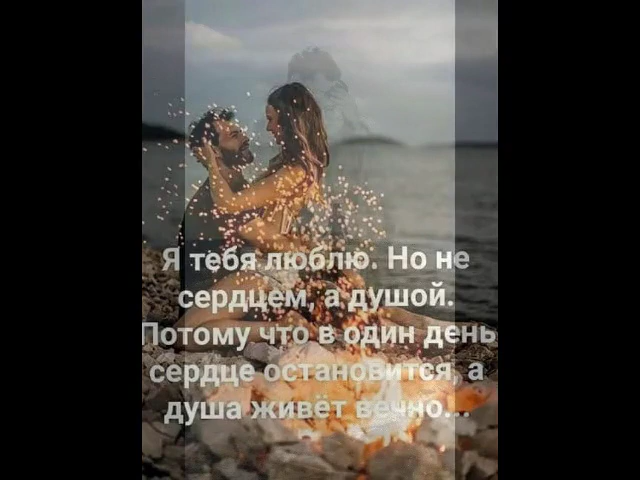 Я тебя люблю. Но не
сердцем, а душой.
Потому что в один день
сердце остановится, а
душа живёт вечно...